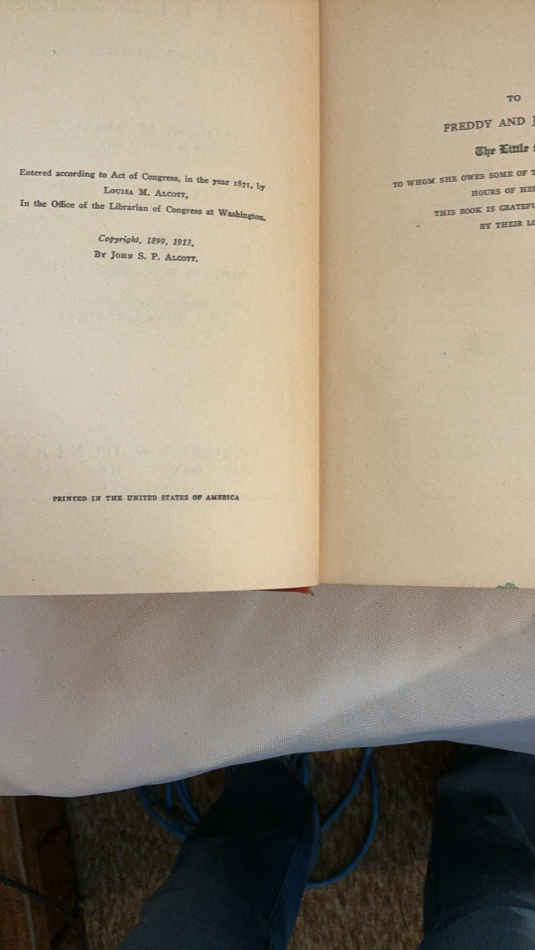 Entered according to Act of Congress, in the year 1871, by
Louisa M. Alcott,
In the Office of the Librarian of Congress at Washington.
Copyright, 1899, 1913,
By John S. P. Alcott.
PRINTED IN THE UNITED STATES OF AMERICA
TO
FREDDY AND
The Little
TO WHOM SHE OWES SOME OF
HOURS OF
THIS BOOK IS
BY THEIR